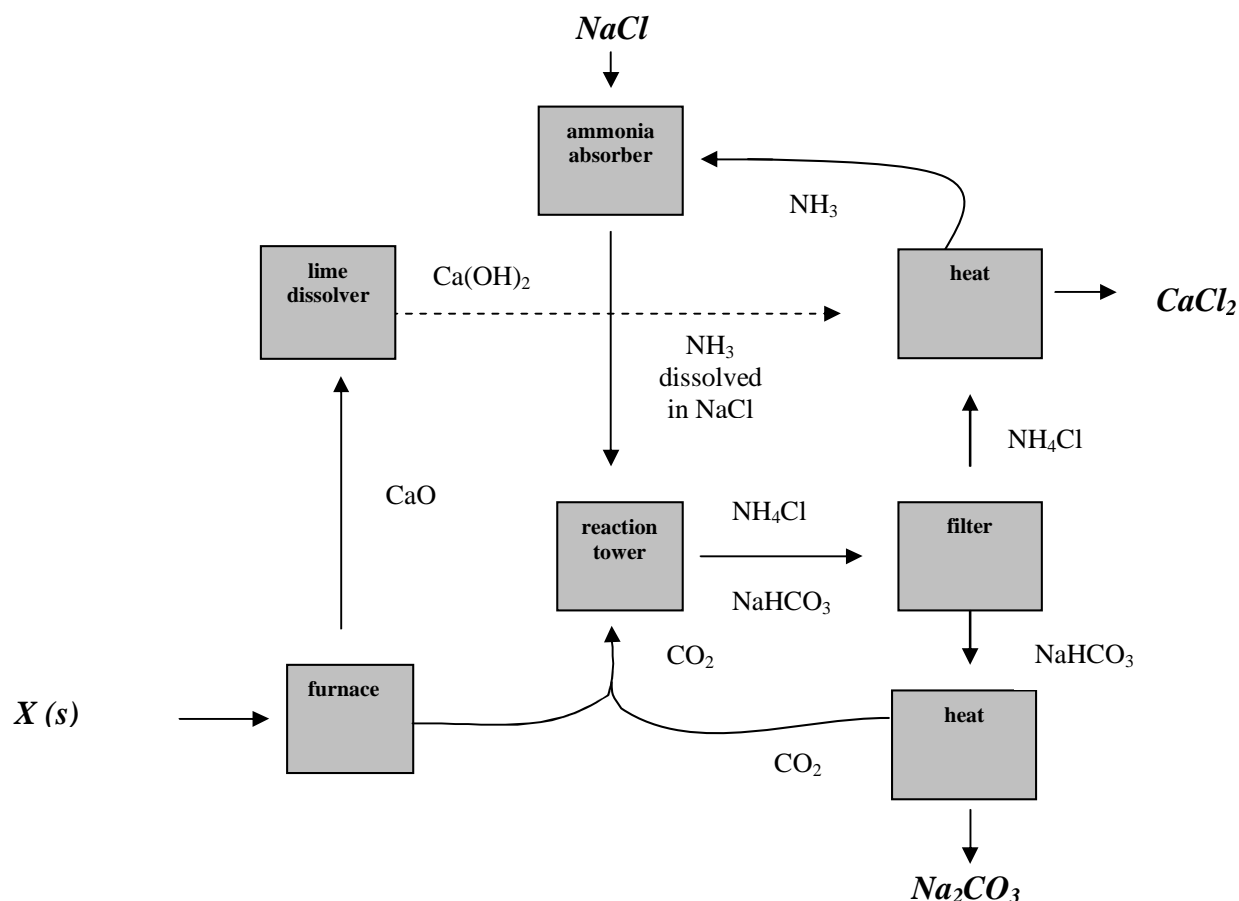 NaCl
ammonia
absorber
NH₃
lime
dissolver
Ca(OH)₂
heat
CaCl₂
NH₃
dissolved
in NaCl
NH₄Cl
CaO
reaction
tower
NH₄Cl
filter
NaHCO₃
CO₂
NaHCO₃
X (s)
furnace
heat
CO₂
Na₂CO₃